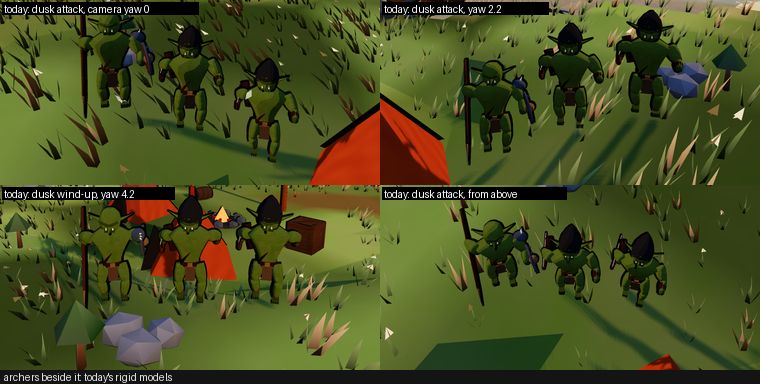 today: dusk attack, camera yaw 0
today: dusk attack, yaw 2.2
today: dusk wind-up, yaw 4.2
today: dusk attack, from above
archers beside it: today's rigid models